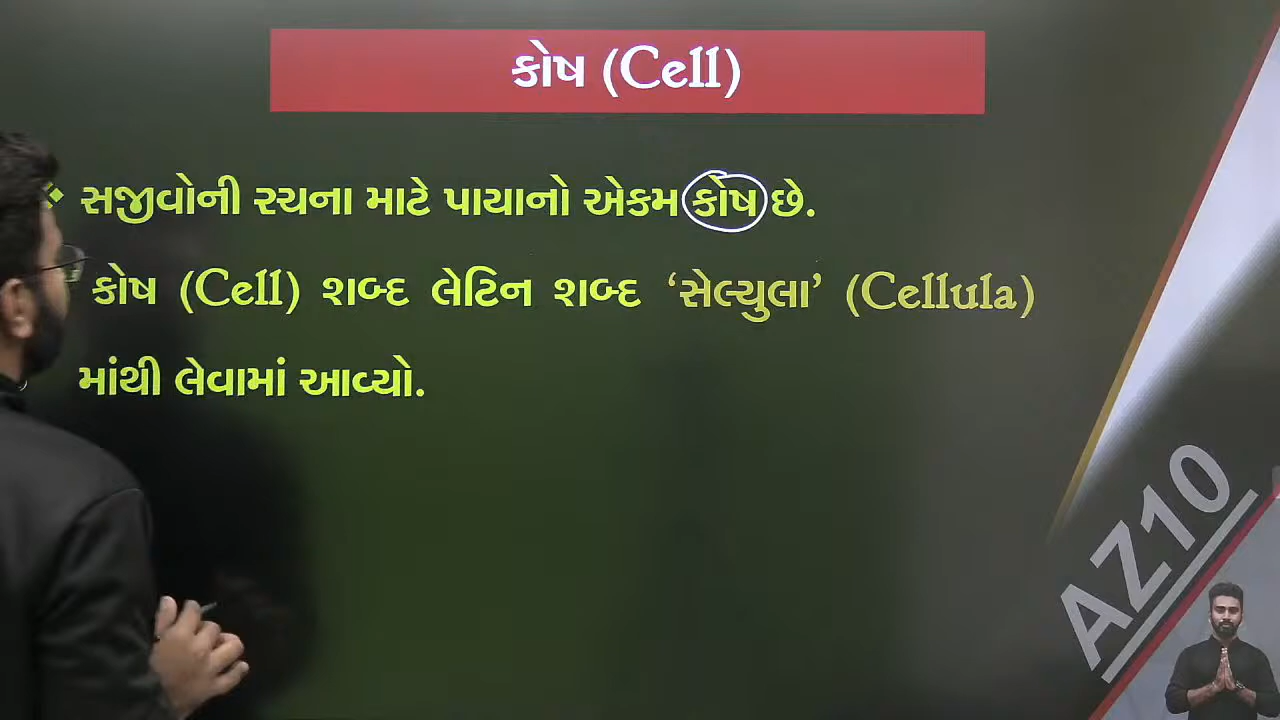 કોષ (Cell)
સજીવોની રચના માટે પાયાનો એકમ કોષ છે.
કોષ (Cell) શબ્દ લેટિન શબ્દ ‘સેલ્યુલા’ (Cellula)
માંથી લેવામાં આવ્યો.
AZ10